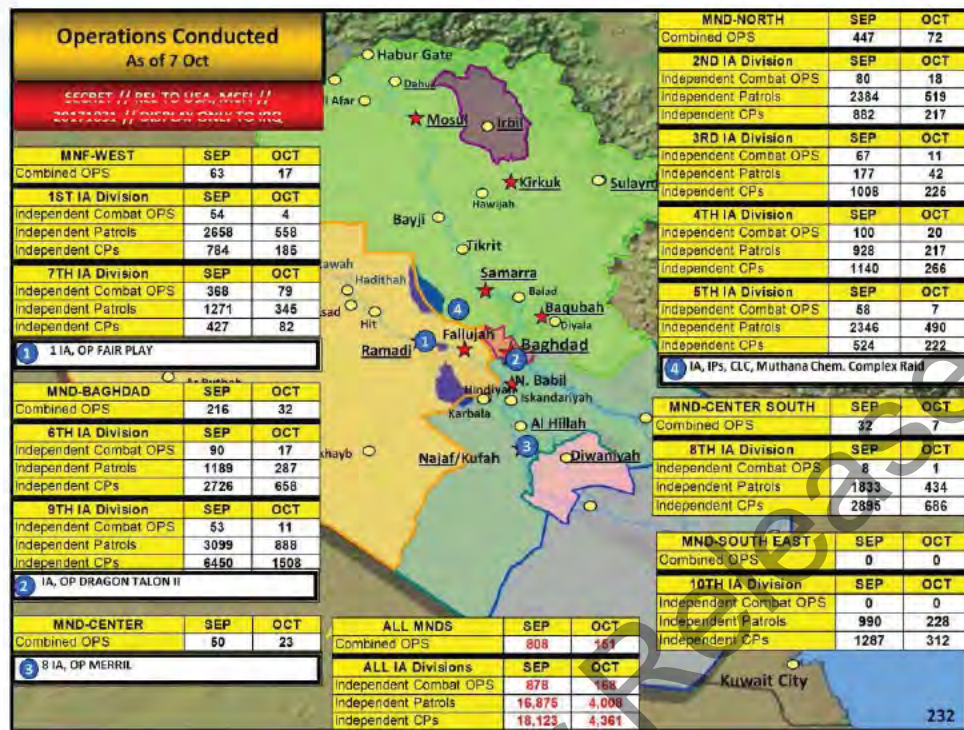 Operations Conducted
As of 7 Oct
SECRET // REL TO USA, MCFI //
20171031 // DISPLAY ONLY TO IRQ
MNF-WEST SEP OCT
Combined OPS 63 17
1ST IA Division SEP OCT
Independent Combat OPS 54 4
Independent Patrols 2658 558
Independent CPs 784 185
7TH IA Division SEP OCT
Independent Combat OPS 368 79
Independent Patrols 1271 345
Independent CPs 427 82
1 1 IA, OP FAIR PLAY
MND-BAGHDAD SEP OCT
Combined OPS 216 32
6TH IA Division SEP OCT
Independent Combat OPS 90 17
Independent Patrols 1189 287
Independent CPs 2726 658
9TH IA Division SEP OCT
Independent Combat OPS 53 11
Independent Patrols 3099 888
Independent CPs 6450 1508
2 IA, OP DRAGON TALON II
MND-CENTER SEP OCT
Combined OPS 50 23
3 8 IA, OP MERRIL
Habur Gate
Dahu
l Afar
Mosul
Irbil
Kirkuk
Sulaym
Hawijah
Bayji
Tikrit
Rawah
Hadithah
Samarra
Balad
sad
Hit
4
Baqubah
Diyala
1
Fallujah
Ramadi
Baghdad
2
N. Babil
Hindiyah
Iskandariyah
Karbala
Al Hillah
khayb
Najaf/Kufah
3
Diwaniyah
Kuwait City
ALL MNDS SEP OCT
Combined OPS 808 151
ALL IA Divisions SEP OCT
Independent Combat OPS 878 168
Independent Patrols 16,875 4,008
Independent CPs 18,123 4,361
MND-NORTH SEP OCT
Combined OPS 447 72
2ND IA Division SEP OCT
Independent Combat OPS 80 18
Independent Patrols 2384 519
Independent CPs 882 217
3RD IA Division SEP OCT
Independent Combat OPS 67 11
Independent Patrols 177 42
Independent CPs 1008 225
4TH IA Division SEP OCT
Independent Combat OPS 100 20
Independent Patrols 928 217
Independent CPs 1140 266
5TH IA Division SEP OCT
Independent Combat OPS 58 7
Independent Patrols 2346 490
Independent CPs 524 222
4 IA, IPs, CLC, Muthana Chem. Complex Raid
MND-CENTER SOUTH SEP OCT
Combined OPS 32 7
8TH IA Division SEP OCT
Independent Combat OPS 8 1
Independent Patrols 1833 434
Independent CPs 2895 686
MND-SOUTH EAST SEP OCT
Combined OPS 0 0
10TH IA Division SEP OCT
Independent Combat OPS 0 0
Independent Patrols 990 228
Independent CPs 1287 312
Release
232